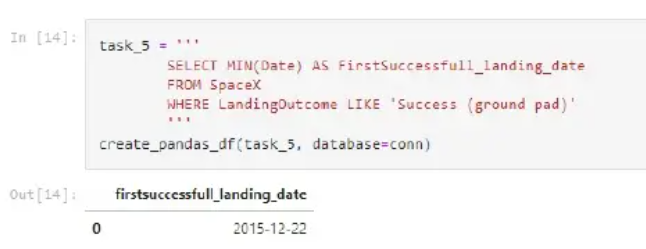 In [14]:
task_5 = '''
SELECT MIN(Date) AS FirstSuccessfull_landing_date
FROM SpaceX
WHERE LandingOutcome LIKE 'Success (ground pad)'
'''
create_pandas_df(task_5, database=conn)
Out[14]:
firstsuccessfull_landing_date
0 2015-12-22